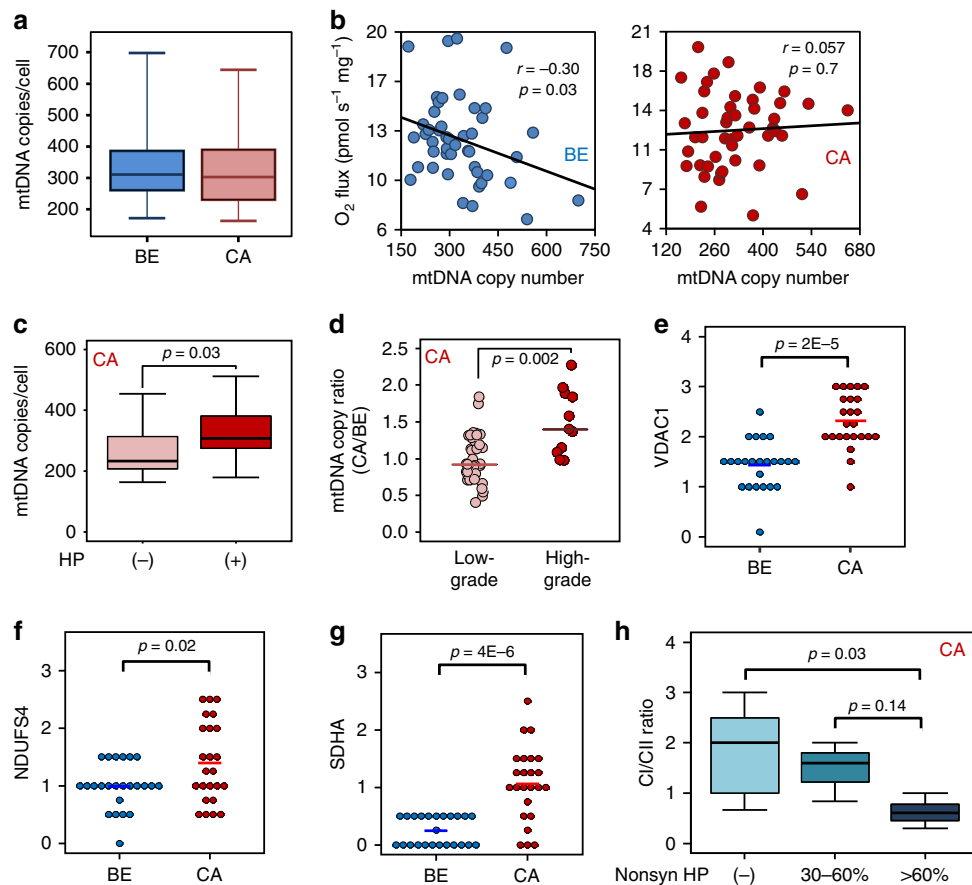 a
700
600
500
400
300
200
mtDNA copies/cell
BE
CA
b
20
17
13
10
6
O2 flux (pmol s⁻¹ mg⁻¹)
r = –0.30
p = 0.03
BE
150
300
450
600
750
mtDNA copy number
21
18
14
11
7
4
r 0.057
p = 0.7
CA
120
260
400
540
680
mtDNA copy number
c
CA
600
400
200
0
mtDNA copies/cell
p = 0.03
HP
(–)
(+)
d
CA
2.5
2.0
1.5
1.0
0.5
0.0
mtDNA copy ratio
(CA/BE)
p = 0.002
Low-
grade
High-
grade
e
4
3
2
1
0
VDAC1
p = 2E–5
BE
CA
f
3
2
1
0
NDUFS4
p = 0.02
BE
CA
g
3
2
1
0
SDHA
p = 4E–6
BE
CA
h
CA
4
3
2
1
0
CI/CII ratio
p = 0.03
p = 0.14
Nonsyn HP
(–)
30–60%
>60%